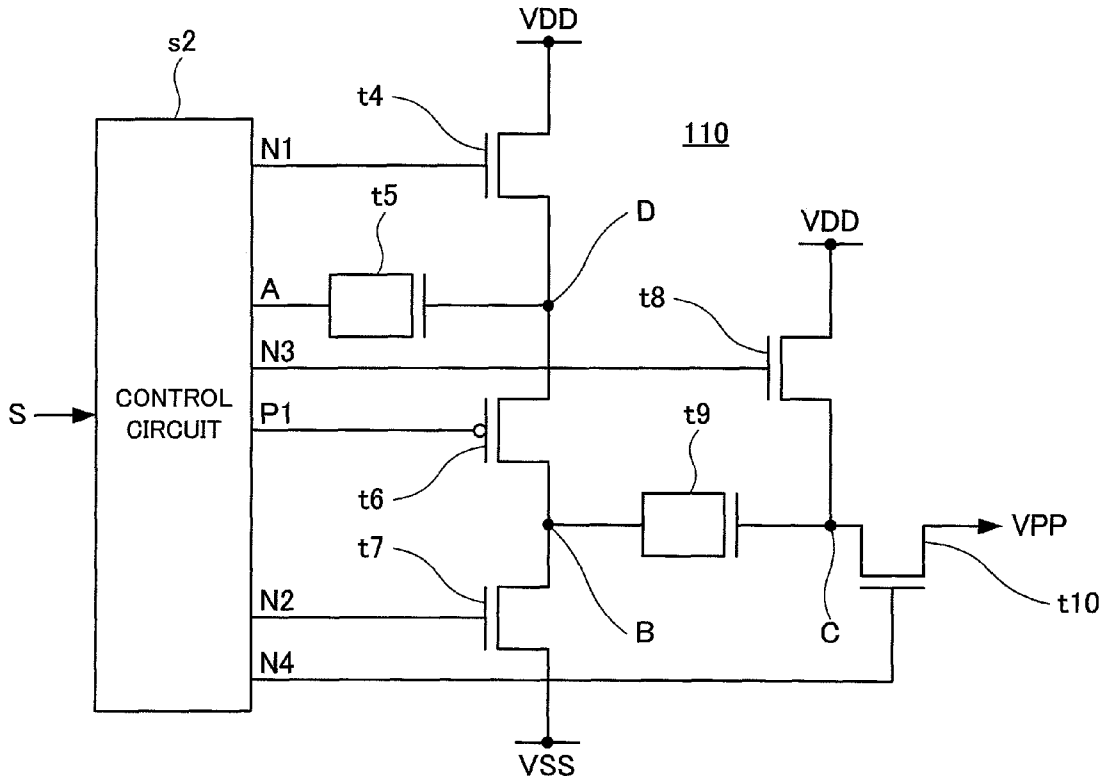 VDD
s2
t4
110
N1
t5
D
VDD
A
t8
N3
S
CONTROL
CIRCUIT
P1
t9
t6
VPP
t7
t10
N2
B
C
N4
VSS